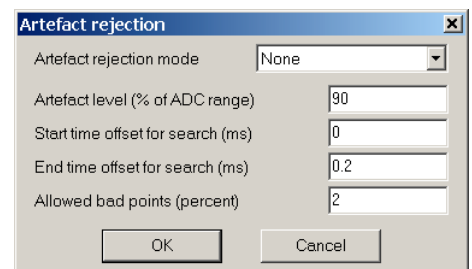 Artefact rejection
Artefact rejection mode None
Artefact level (% of ADC range) 90
Start time offset for search (ms) 0
End time offset for search (ms) 0.2
Allowed bad points (percent) 2
OK Cancel